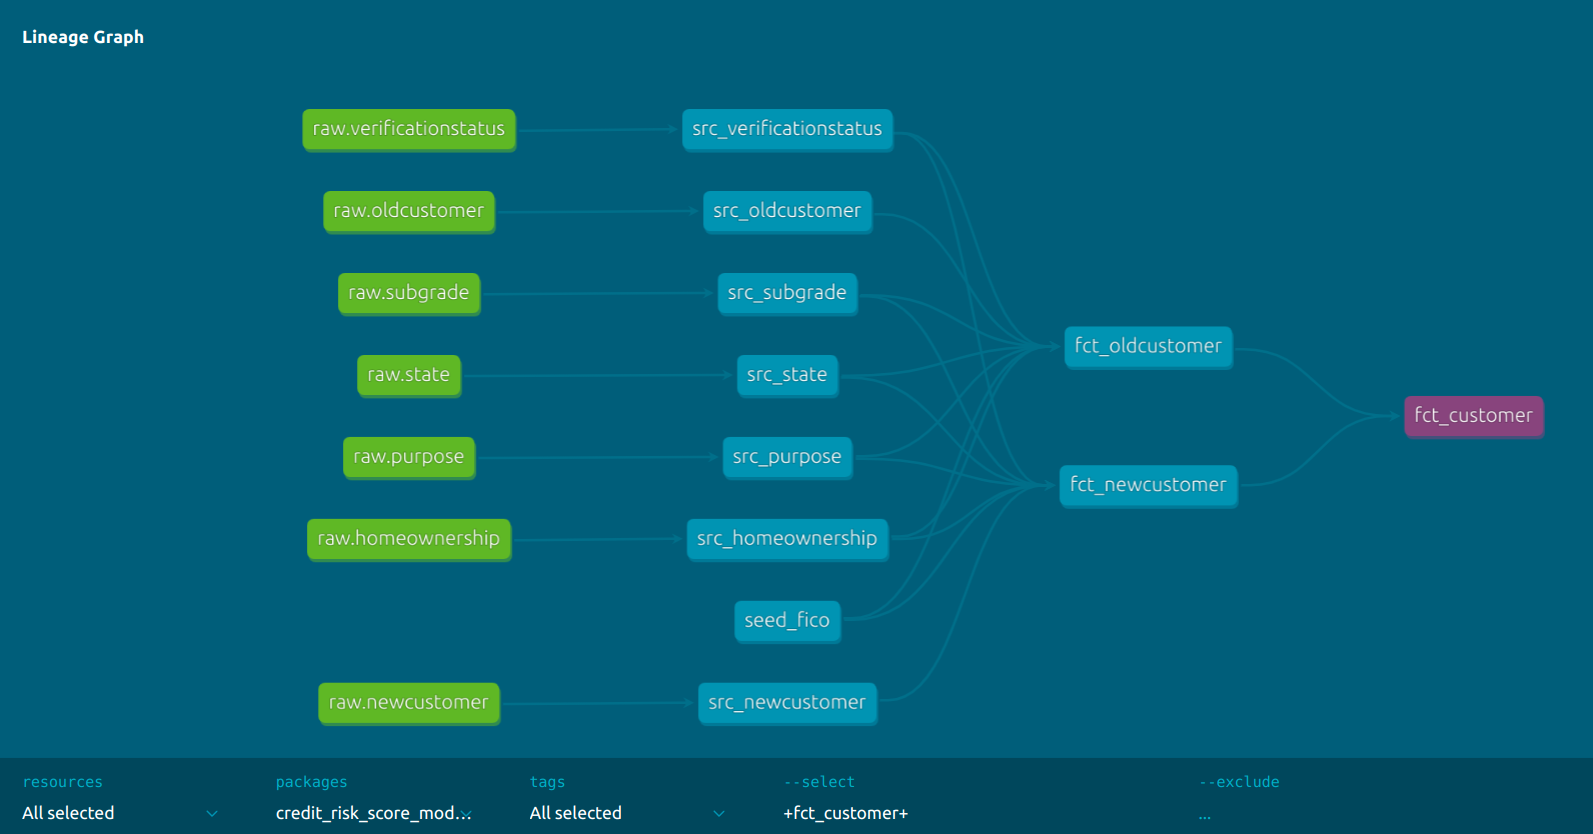 Lineage Graph
raw.verificationstatus
src_verificationstatus
raw.oldcustomer
src_oldcustomer
raw.subgrade
src_subgrade
fct_oldcustomer
raw.state
src_state
fct_customer
raw.purpose
src_purpose
fct_newcustomer
raw.homeownership
src_homeownership
seed_fico
raw.newcustomer
src_newcustomer
resources
All selected
packages
credit_risk_score_mod...
tags
All selected
--select
+fct_customer+
--exclude
...